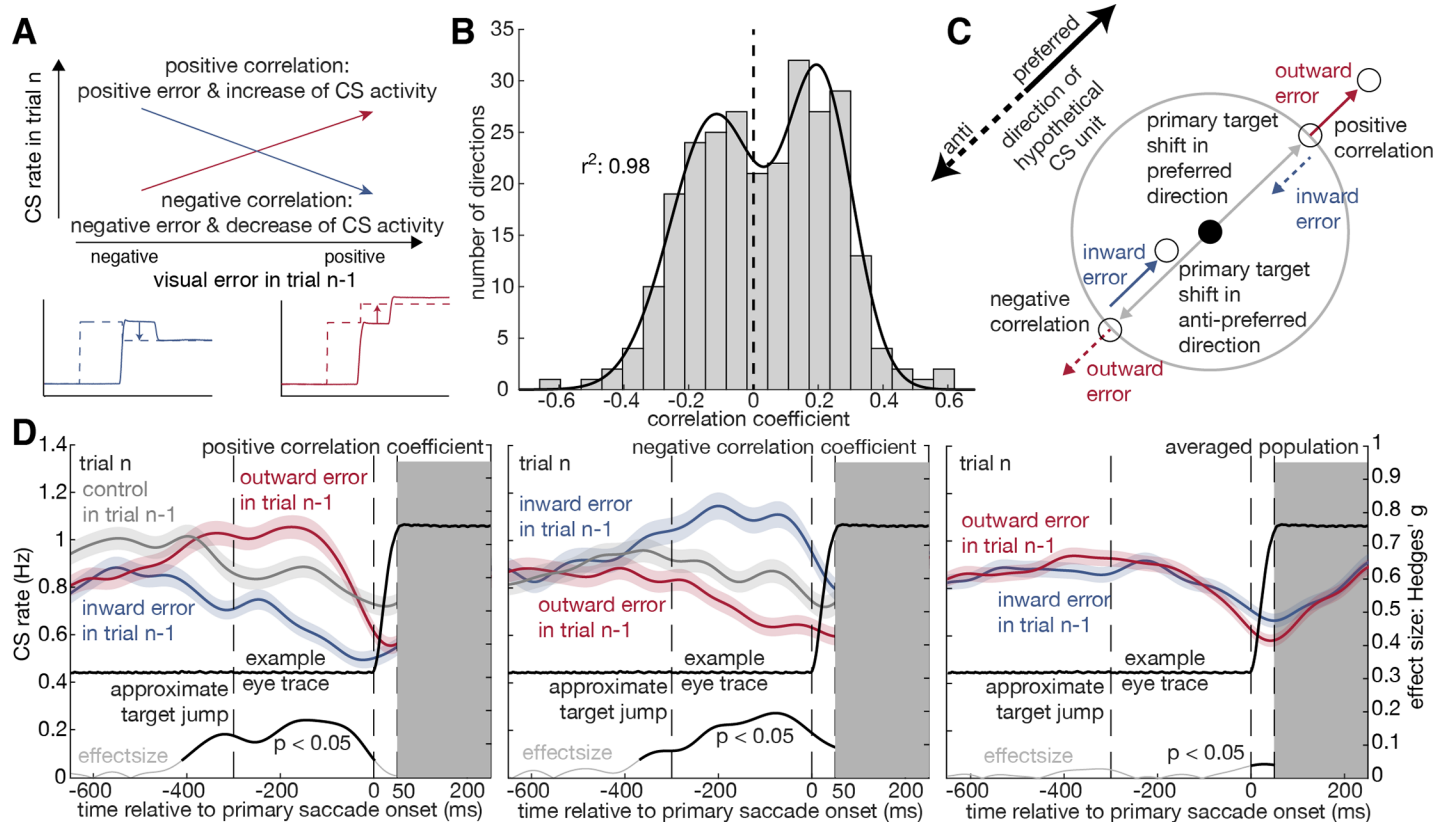 A
positive correlation:
positive error & increase of CS activity
CS rate in trial n
negative correlation:
negative error & decrease of CS activity
negative
positive
visual error in trial n-1
B
35
30
25
20
15
10
5
0
number of directions
r²: 0.98
-0.6
-0.4
-0.2
0
0.2
0.4
0.6
correlation coefficient
C
anti
preferred
direction of
hypothetical
CS unit
outward
error
primary target
shift in
preferred
direction
positive
correlation
inward
error
inward
error
primary target
shift in
anti-preferred
direction
negative
correlation
outward
error
D
1.4
1.2
1
0.8
0.6
0.4
0.2
0
CS rate (Hz)
positive correlation coefficient
trial n
control
in trial n-1
outward error
in trial n-1
inward error
in trial n-1
example
eye trace
approximate
target jump
p < 0.05
effectsize
-600
-400
-200
0
50
200
time relative to primary saccade onset (ms)
negative correlation coefficient
trial n
inward error
in trial n-1
outward error
in trial n-1
example
eye trace
approximate
target jump
p < 0.05
effectsize
-600
-400
-200
0
50
200
time relative to primary saccade onset (ms)
averaged population
trial n
outward error
in trial n-1
inward error
in trial n-1
example
eye trace
approximate
target jump
p < 0.05
effectsize
-600
-400
-200
0
50
200
time relative to primary saccade onset (ms)
1
0.9
0.8
0.7
0.6
0.5
0.4
0.3
0.2
0.1
0
effect size: Hedges' g